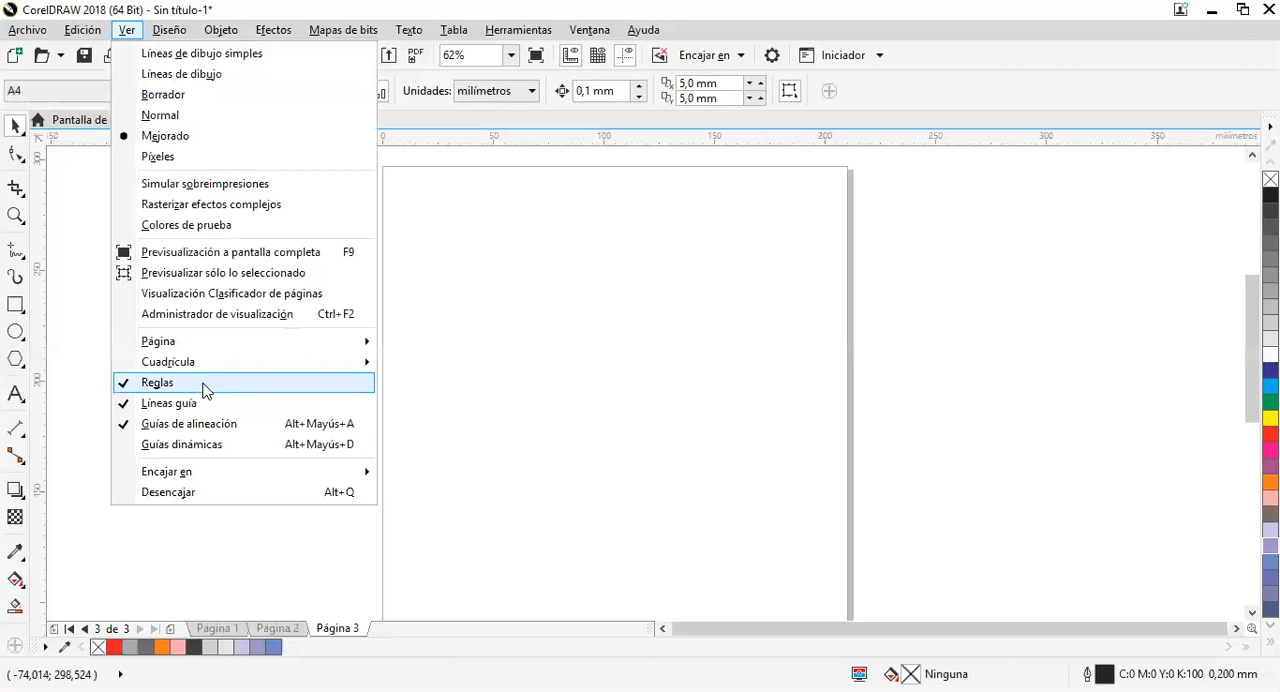 CorelDRAW 2018 (64 Bit) - Sin título-1*
Archivo Edición Ver Diseño Objeto Efectos Mapas de bits Texto Tabla Herramientas Ventana Ayuda
PDF 62% Encajar en Iniciador
A4 Unidades: milímetros 0,1 mm 5,0 mm
5,0 mm
Pantalla de
50 0 50 100 150 200 250 300 350 milímetros
300
250
200
150
Líneas de dibujo simples
Líneas de dibujo
Borrador
Normal
Mejorado
Píxeles
Simular sobreimpresiones
Rasterizar efectos complejos
Colores de prueba
Previsualización a pantalla completa F9
Previsualizar sólo lo seleccionado
Visualización Clasificador de páginas
Administrador de visualización Ctrl+F2
Página
Cuadrícula
Reglas
Líneas guía
Guías de alineación Alt+Mayús+A
Guías dinámicas Alt+Mayús+D
Encajar en
Desencajar Alt+Q
3 de 3 Página 1 Página 2 Página 3
( -74,014; 298,524 ) Ninguna C:0 M:0 Y:0 K:100 0,200 mm